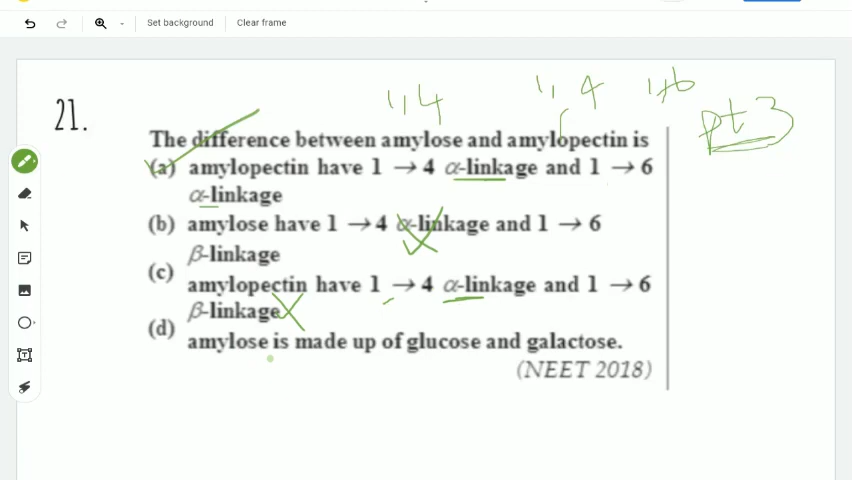 Set background Clear frame
1,4 1,4 1,6
pt 3
21.
The difference between amylose and amylopectin is
(a) amylopectin have 1 → 4 α-linkage and 1 → 6
α-linkage
(b) amylose have 1 → 4 α-linkage and 1 → 6
β-linkage
(c) amylopectin have 1 → 4 α-linkage and 1 → 6
β-linkage
(d) amylose is made up of glucose and galactose.
(NEET 2018)